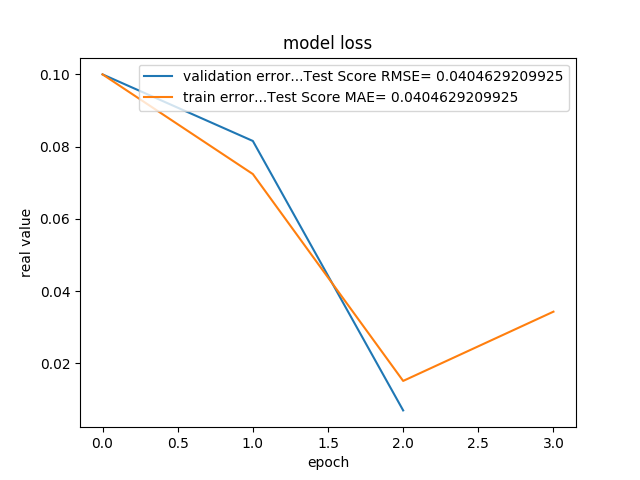 model loss
validation error...Test Score RMSE= 0.0404629209925
train error...Test Score MAE= 0.0404629209925
0.10
0.08
0.06
0.04
0.02
real value
0.0 0.5 1.0 1.5 2.0 2.5 3.0
epoch